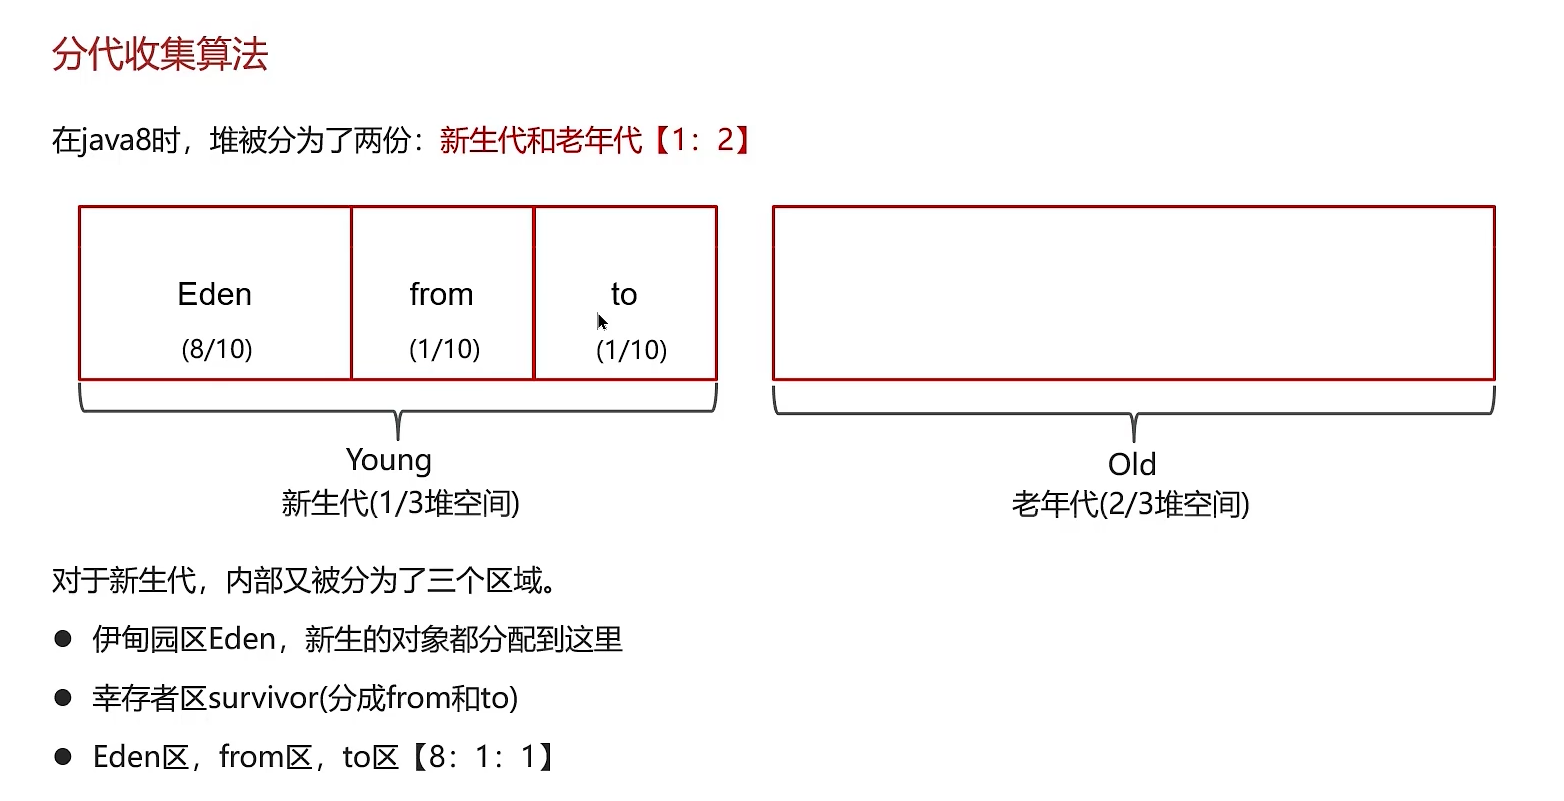 分代收集算法
在java8时，堆被分为了两份：新生代和老年代【1：2】
Eden
from
to
(8/10)
(1/10)
(1/10)
Young
新生代(1/3堆空间)
Old
老年代(2/3堆空间)
对于新生代，内部又被分为了三个区域。
● 伊甸园区Eden，新生的对象都分配到这里
● 幸存者区survivor(分成from和to)
● Eden区，from区，to区【8：1：1】